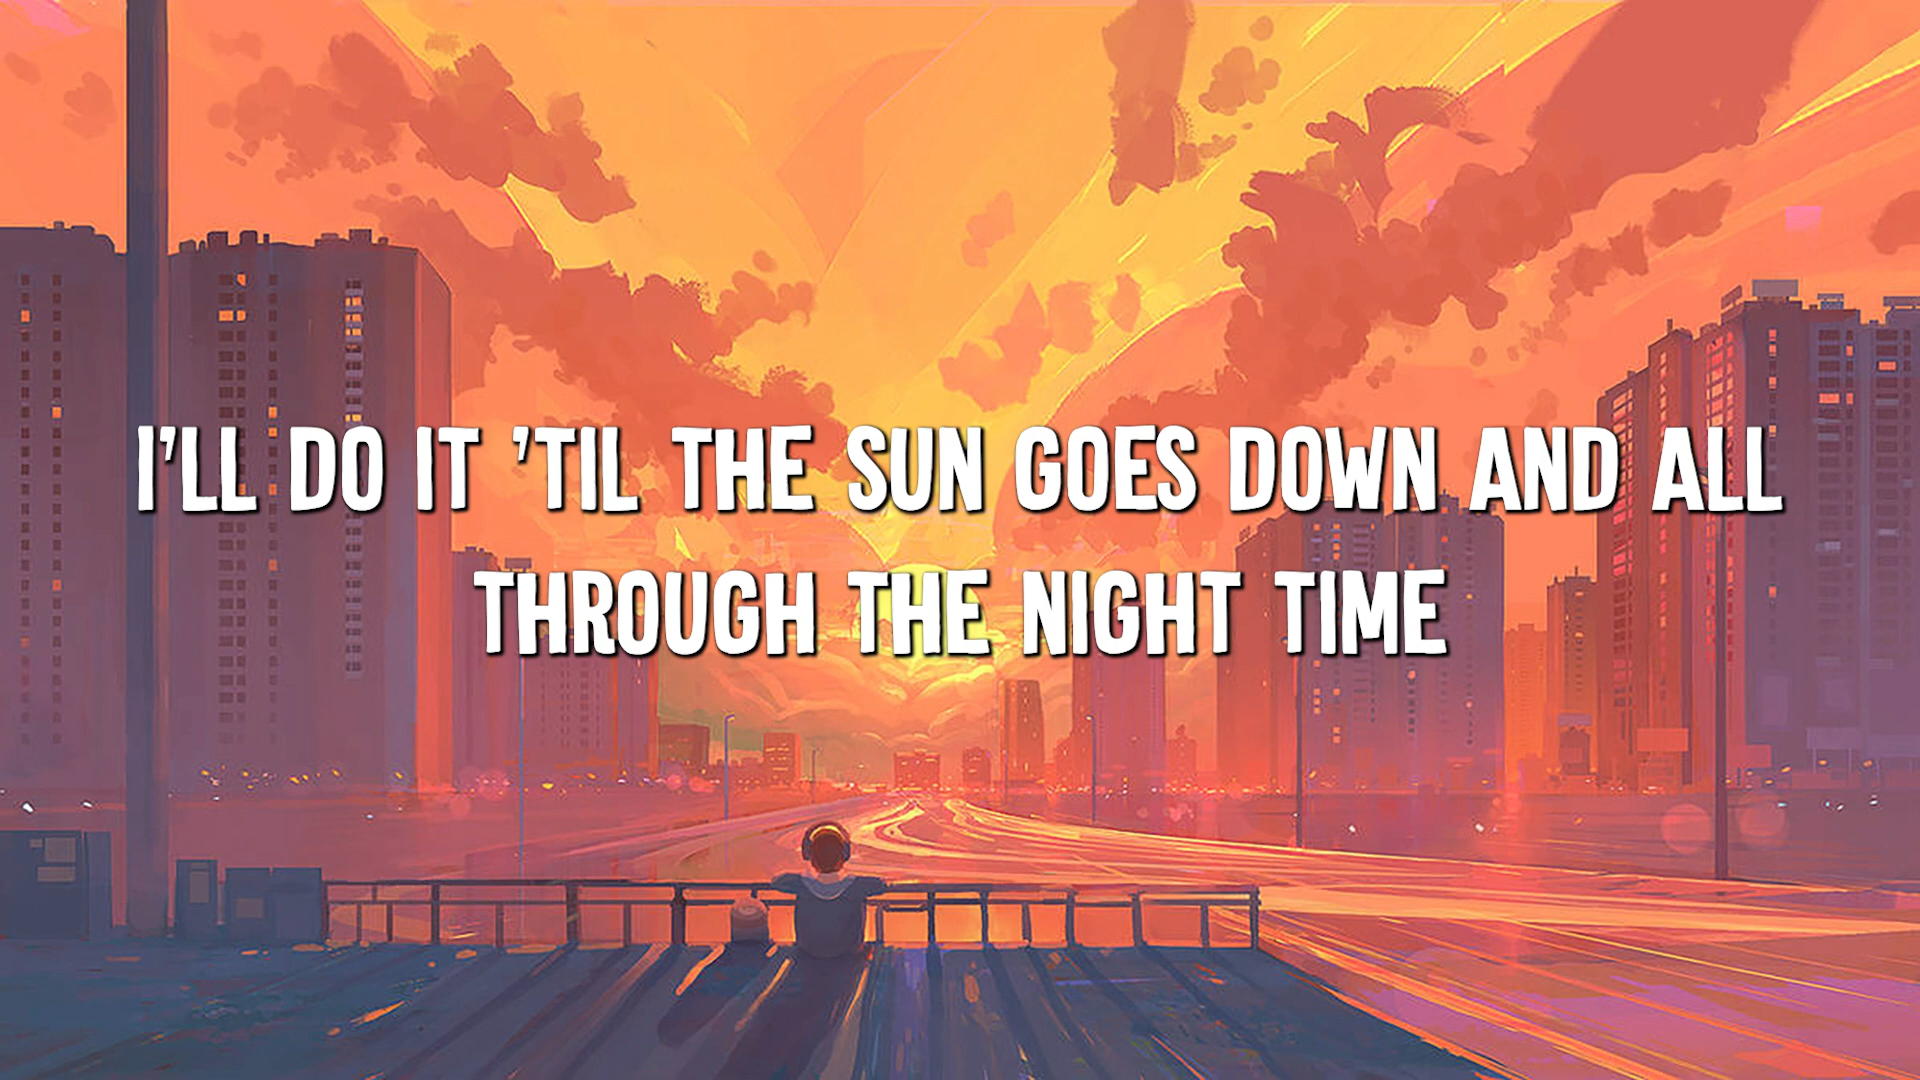 I'LL DO IT 'TIL THE SUN GOES DOWN AND ALL
THROUGH THE NIGHT TIME